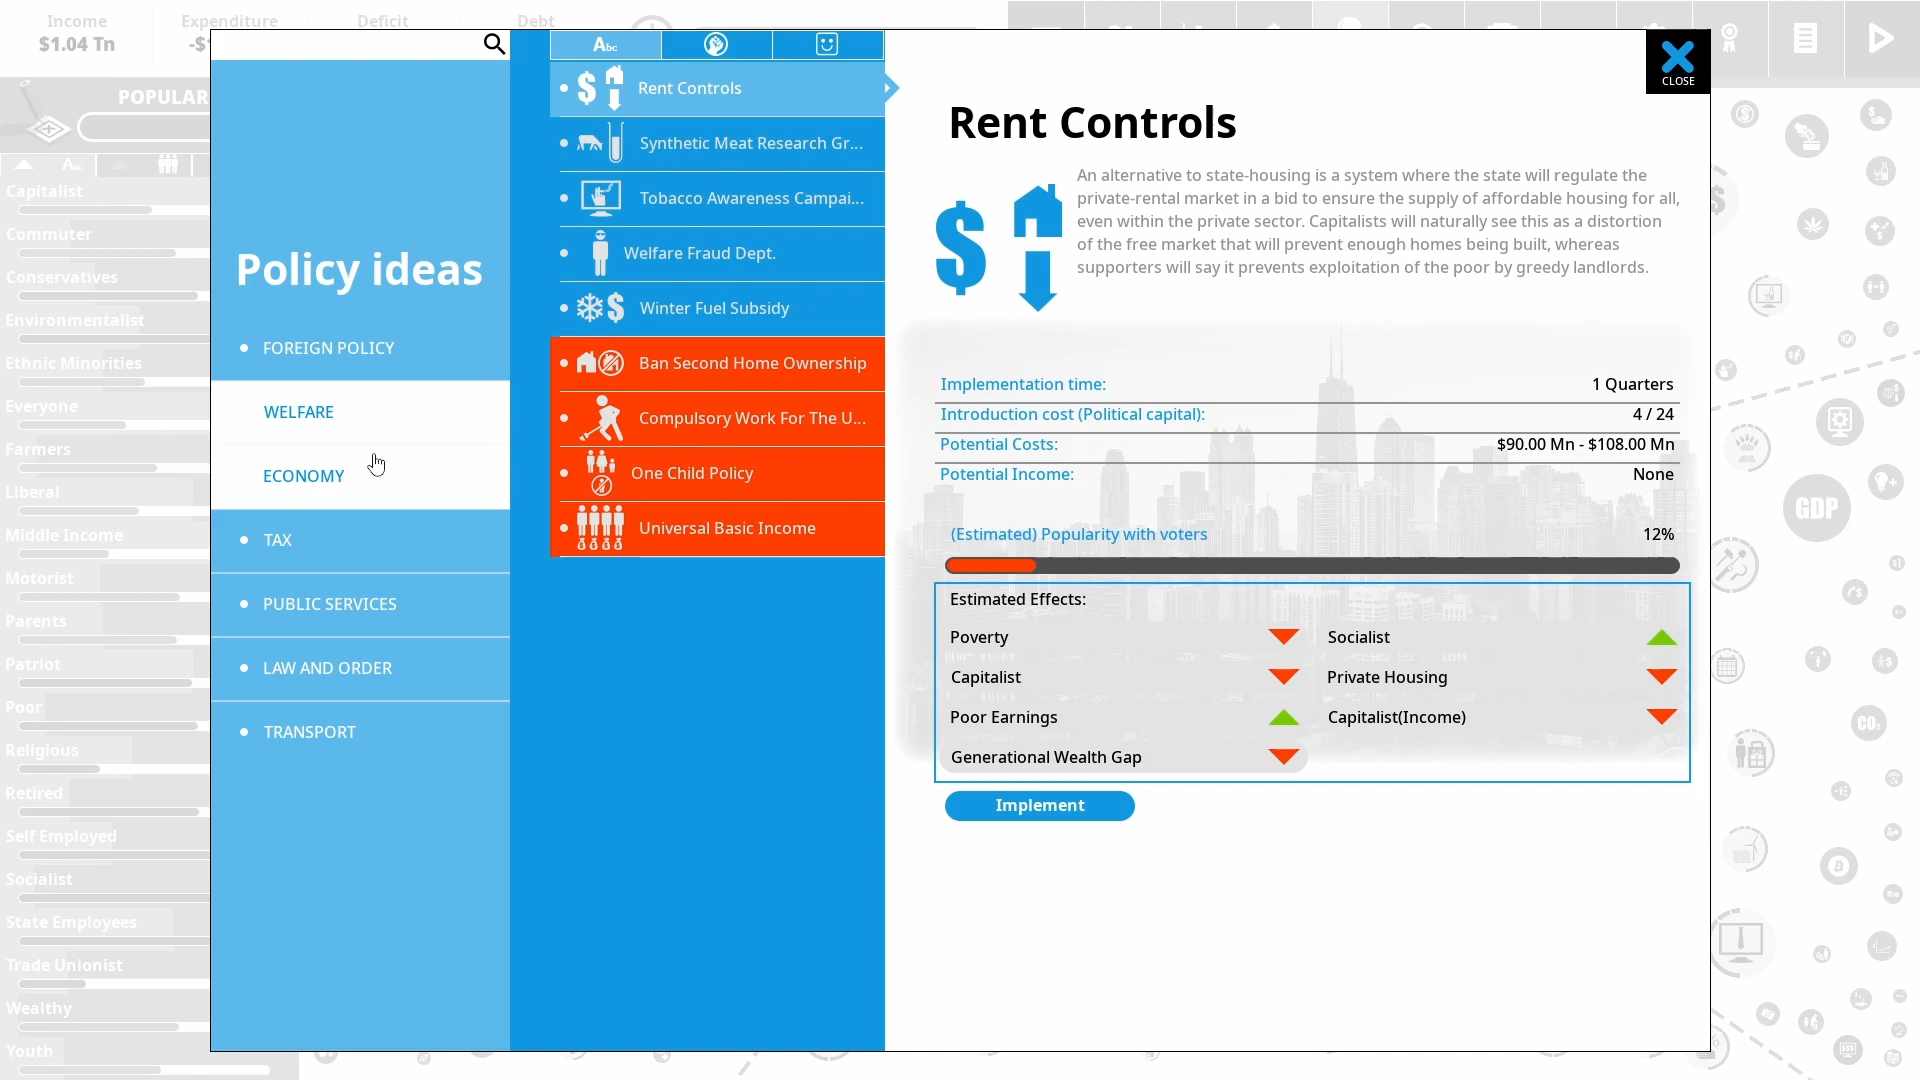 Income
$1.04 Tn
Expenditure
-$1
Deficit
Debt
POPULAR
Abc
Capitalist
Commuter
Conservatives
Environmentalist
Ethnic Minorities
Everyone
Farmers
Liberal
Middle Income
Motorist
Parents
Patriot
Poor
Religious
Retired
Self Employed
Socialist
State Employees
Trade Unionist
Wealthy
Youth
Policy ideas
FOREIGN POLICY
WELFARE
ECONOMY
TAX
PUBLIC SERVICES
LAW AND ORDER
TRANSPORT
Abc
Rent Controls
Synthetic Meat Research Gr...
Tobacco Awareness Campai...
Welfare Fraud Dept.
Winter Fuel Subsidy
Ban Second Home Ownership
Compulsory Work For The U...
One Child Policy
Universal Basic Income
CLOSE
Rent Controls
An alternative to state-housing is a system where the state will regulate the
private-rental market in a bid to ensure the supply of affordable housing for all,
even within the private sector. Capitalists will naturally see this as a distortion
of the free market that will prevent enough homes being built, whereas
supporters will say it prevents exploitation of the poor by greedy landlords.
Implementation time: 1 Quarters
Introduction cost (Political capital): 4 / 24
Potential Costs: $90.00 Mn - $108.00 Mn
Potential Income: None
(Estimated) Popularity with voters 12%
Estimated Effects:
Poverty
Socialist
Capitalist
Private Housing
Poor Earnings
Capitalist(Income)
Generational Wealth Gap
Implement
GDP
CO₂